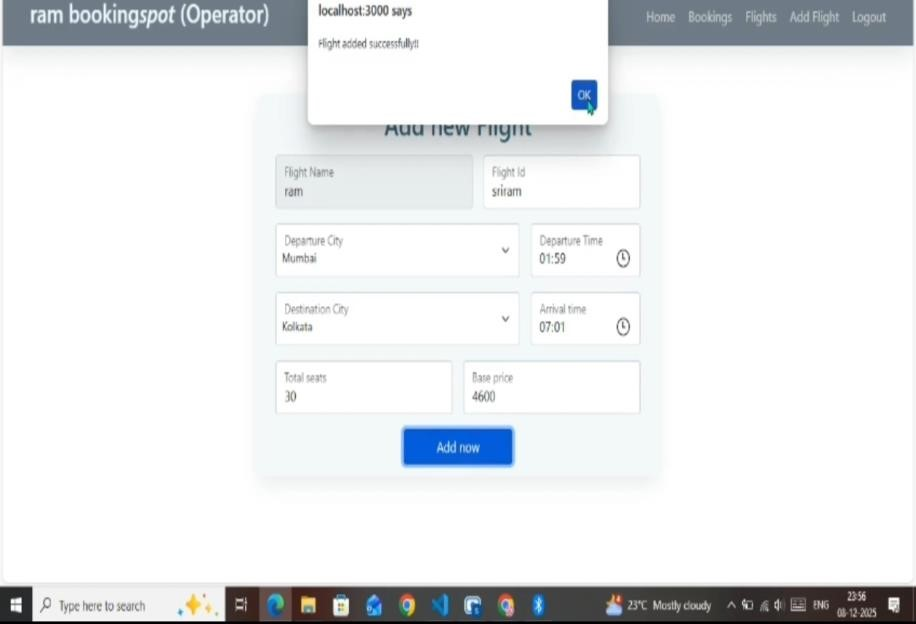 ram bookingspot (Operator)
Home Bookings Flights Add Flight Logout
localhost:3000 says
Flight added successfully!!
OK
Add new Flight
Flight Name
ram
Flight Id
sriram
Departure City
Mumbai
Departure Time
01:59
Destination City
Kolkata
Arrival time
07:01
Total seats
30
Base price
4600
Add now
Type here to search
23°C Mostly cloudy
ENG
23:56
08-12-2025